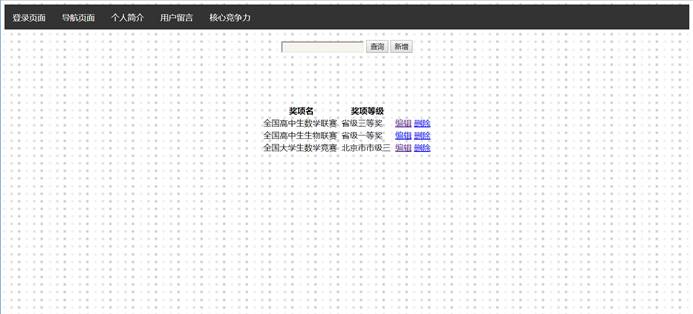 登录页面 导航页面 个人简介 用户留言 核心竞争力
查询 新增
奖项名 奖项等级
全国高中生数学联赛 省级三等奖 编辑 删除
全国高中生生物联赛 省级一等奖 编辑 删除
全国大学生数学竞赛 北京市市级三 编辑 删除